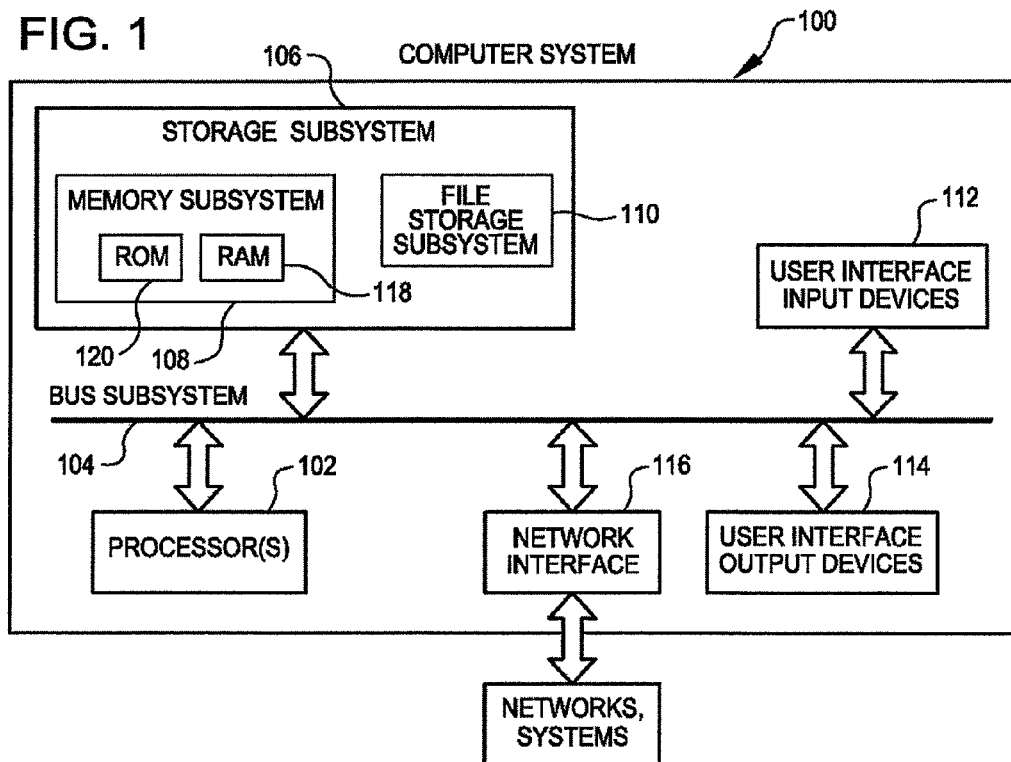 FIG. 1
100
COMPUTER SYSTEM
106
STORAGE SUBSYSTEM
MEMORY SUBSYSTEM
ROM
RAM
FILE
STORAGE
SUBSYSTEM
110
118
120
108
112
USER INTERFACE
INPUT DEVICES
BUS SUBSYSTEM
104
102
PROCESSOR(S)
116
NETWORK
INTERFACE
114
USER INTERFACE
OUTPUT DEVICES
NETWORKS,
SYSTEMS